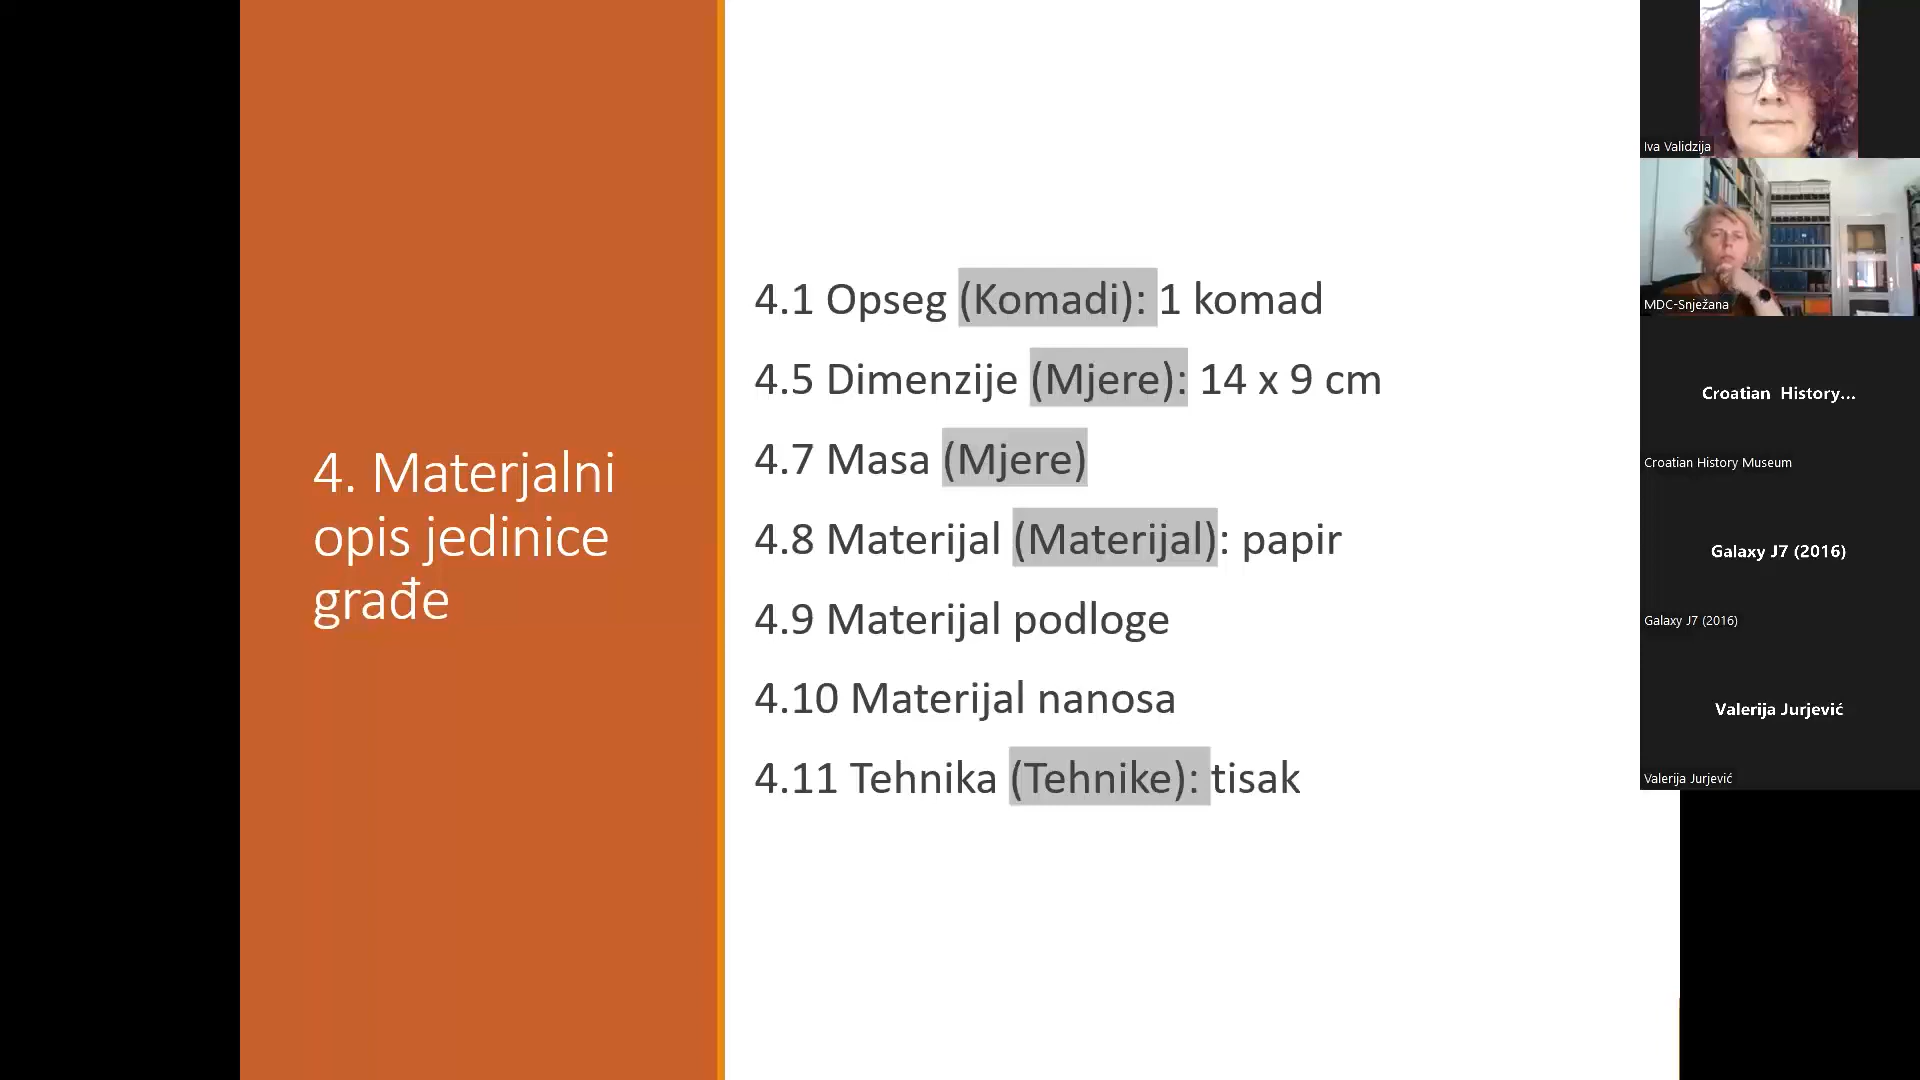 4. Materjalni
opis jedinice
građe
4.1 Opseg (Komadi): 1 komad
4.5 Dimenzije (Mjere): 14 x 9 cm
4.7 Masa (Mjere)
4.8 Materijal (Materijal): papir
4.9 Materijal podloge
4.10 Materijal nanosa
4.11 Tehnika (Tehnike): tisak
Iva Validzija
MDC-Snježana
Croatian History...
Croatian History Museum
Galaxy J7 (2016)
Galaxy J7 (2016)
Valerija Jurjević
Valerija Jurjević